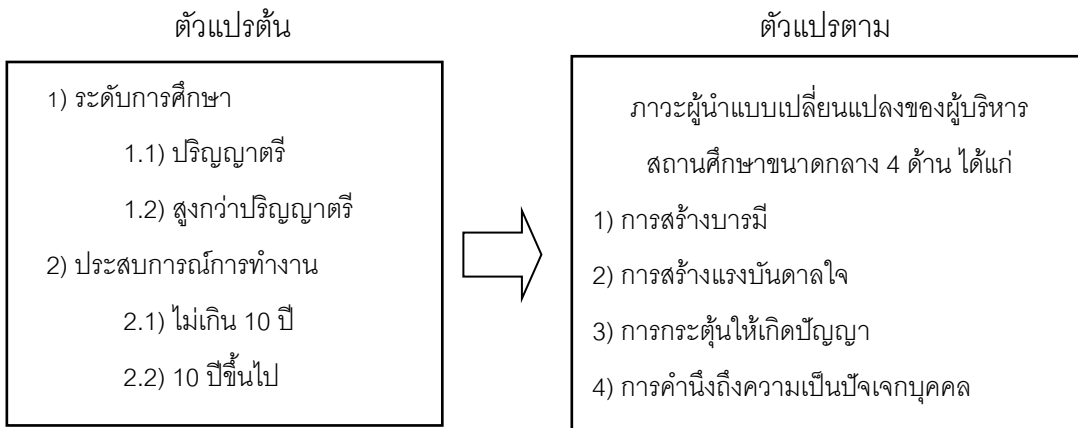 ตัวแปรต้น
1) ระดับการศึกษา
1.1) ปริญญาตรี
1.2) สูงกว่าปริญญาตรี
2) ประสบการณ์การทำงาน
2.1) ไม่เกิน 10 ปี
2.2) 10 ปีขึ้นไป
ตัวแปรตาม
ภาวะผู้นำแบบเปลี่ยนแปลงของผู้บริหาร
สถานศึกษาขนาดกลาง 4 ด้าน ได้แก่
1) การสร้างบารมี
2) การสร้างแรงบันดาลใจ
3) การกระตุ้นให้เกิดปัญญา
4) การคำนึงถึงความเป็นปัจเจกบุคคล